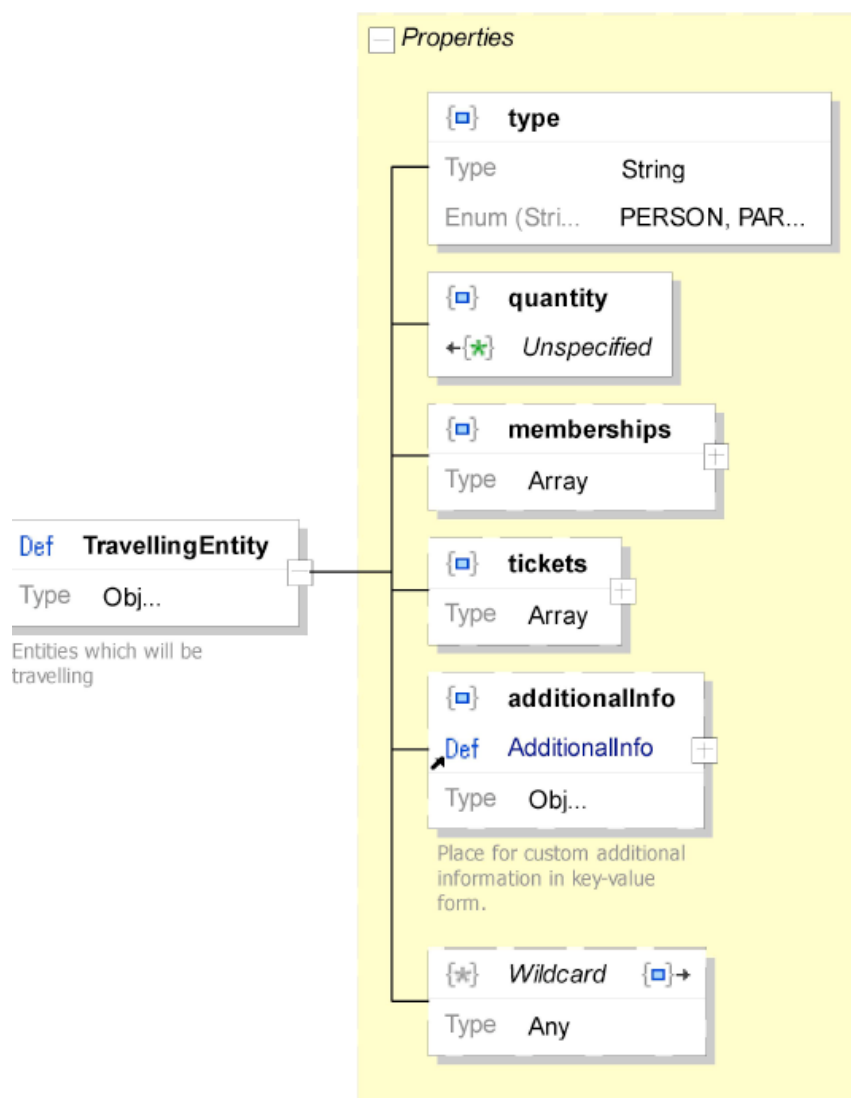 Properties
type
Type String
Enum (Stri... PERSON, PAR...
quantity
Unspecified
memberships
Type Array
Def TravellingEntity
Type Obj...
Entities which will be
travelling
tickets
Type Array
additionalInfo
Def AdditionalInfo
Type Obj...
Place for custom additional
information in key-value
form.
Wildcard
Type Any